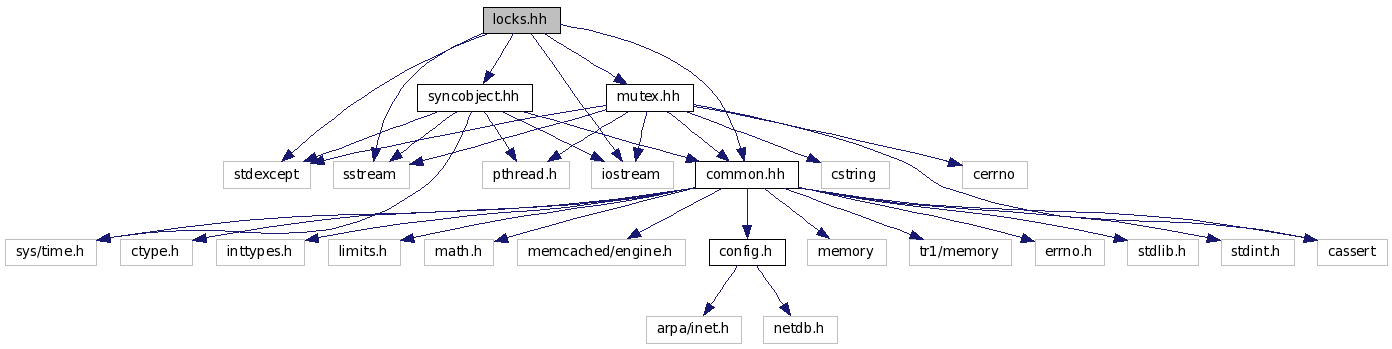 locks.hh
syncobject.hh
mutex.hh
stdexcept
sstream
pthread.h
iostream
common.hh
cstring
cerrno
sys/time.h
ctype.h
inttypes.h
limits.h
math.h
memcached/engine.h
config.h
memory
tr1/memory
errno.h
stdlib.h
stdint.h
cassert
arpa/inet.h
netdb.h